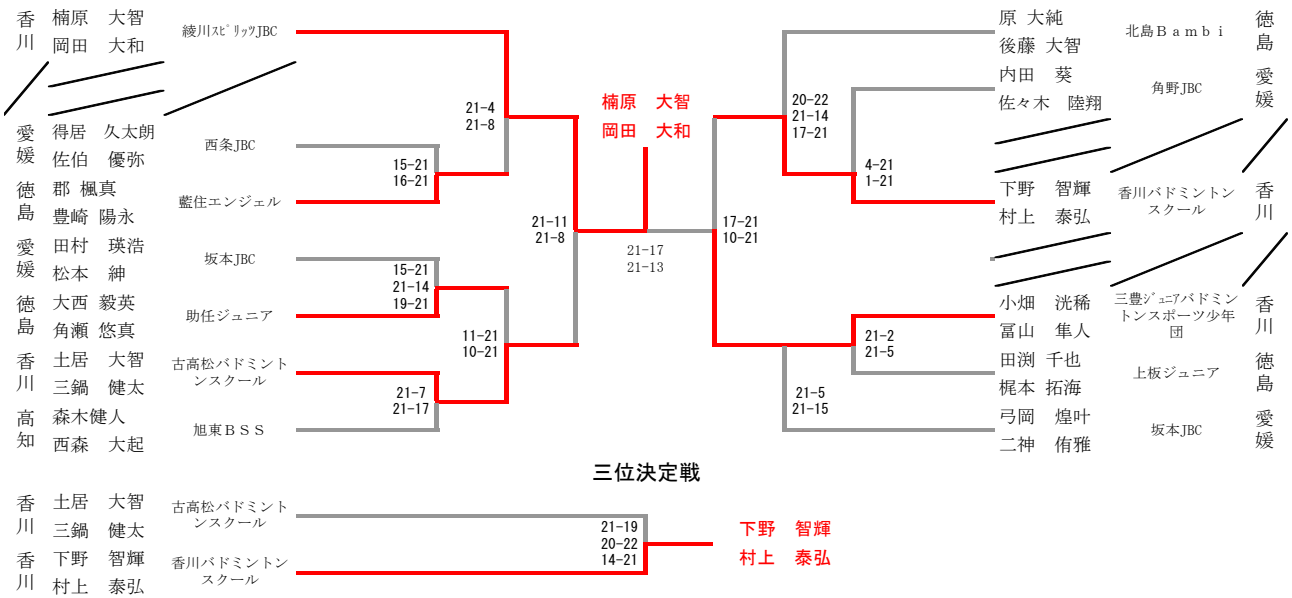 香川
楠原　大智
岡田　大和
綾川ｽﾋﾟﾘｯﾂJBC
愛媛
得居　久太朗
佐伯　優弥
西条JBC
徳島
郡 楓真
豊崎 陽永
藍住エンジェル
愛媛
田村　瑛浩
松本　紳
坂本JBC
徳島
大西 毅英
角瀬 悠真
助任ジュニア
香川
土居　大智
三鍋　健太
古高松バドミント
ンスクール
高知
森木健人
西森　大起
旭東ＢＳＳ
21-4
21-8
15-21
16-21
15-21
21-14
19-21
21-7
21-17
11-21
10-21
21-11
21-8
楠原　大智
岡田　大和
21-17
21-13
17-21
10-21
20-22
21-14
17-21
4-21
1-21
21-2
21-5
21-5
21-15
原 大純
後藤 大智
北島Ｂａｍｂｉ
徳島
内田　葵
佐々木　陸翔
角野JBC
愛媛
下野　智輝
村上　泰弘
香川バドミントン
スクール
香川
小畑　洸稀
冨山　隼人
三豊ｼﾞｭﾆｱバドミン
トンスポーツ少年
団
香川
田渕 千也
梶本 拓海
上板ジュニア
徳島
弓岡　煌叶
二神　侑雅
坂本JBC
愛媛
三位決定戦
香川
土居　大智
三鍋　健太
古高松バドミント
ンスクール
香川
下野　智輝
村上　泰弘
香川バドミントン
スクール
21-19
20-22
14-21
下野　智輝
村上　泰弘